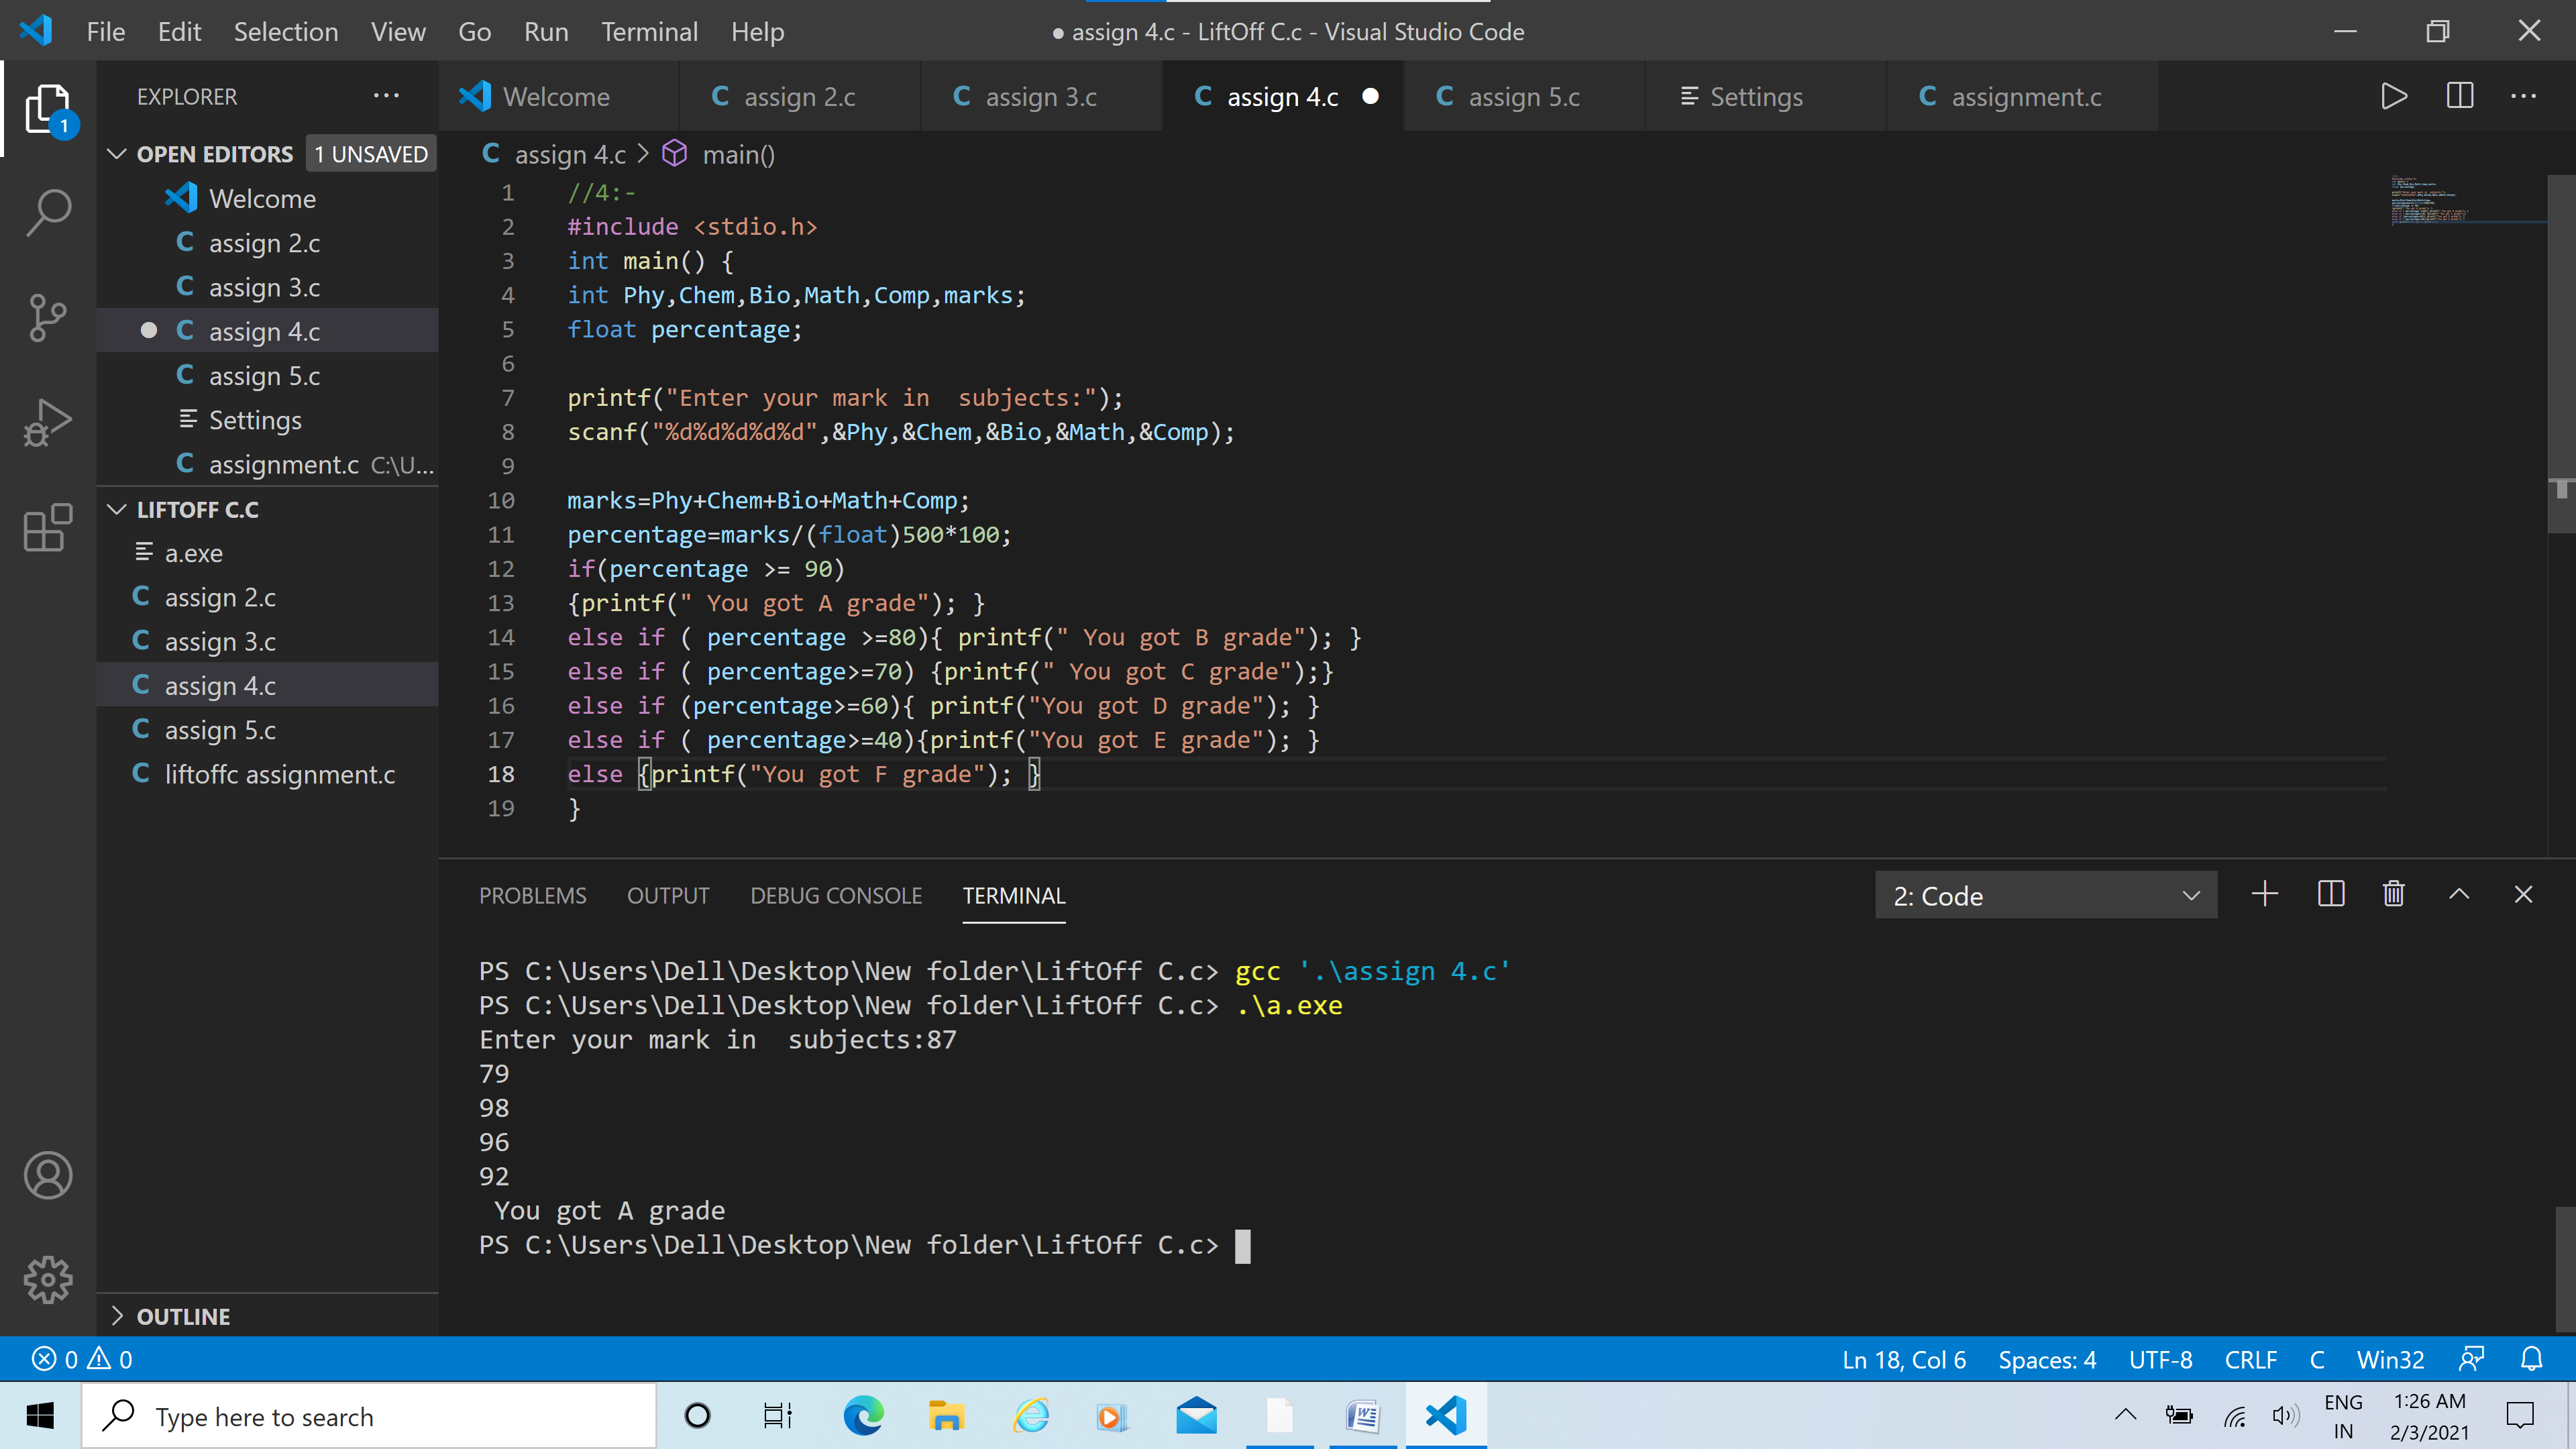 File Edit Selection View Go Run Terminal Help
● assign 4.c - LiftOff C.c - Visual Studio Code
EXPLORER
1
OPEN EDITORS 1 UNSAVED
Welcome
assign 2.c
assign 3.c
assign 4.c
assign 5.c
Settings
assignment.c C:\U...
LIFTOFF C.C
a.exe
assign 2.c
assign 3.c
assign 4.c
assign 5.c
liftoffc assignment.c
OUTLINE
Welcome assign 2.c assign 3.c assign 4.c ● assign 5.c Settings assignment.c
assign 4.c > main()
1 //4:-
2 #include <stdio.h>
3 int main() {
4 int Phy,Chem,Bio,Math,Comp,marks;
5 float percentage;
6
7 printf("Enter your mark in  subjects:");
8 scanf("%d%d%d%d%d",&Phy,&Chem,&Bio,&Math,&Comp);
9
10 marks=Phy+Chem+Bio+Math+Comp;
11 percentage=marks/(float)500*100;
12 if(percentage >= 90)
13 {printf(" You got A grade"); }
14 else if ( percentage >=80){ printf(" You got B grade"); }
15 else if ( percentage>=70) {printf(" You got C grade");}
16 else if (percentage>=60){ printf("You got D grade"); }
17 else if ( percentage>=40){printf("You got E grade"); }
18 else {printf("You got F grade"); }
19 }
PROBLEMS OUTPUT DEBUG CONSOLE TERMINAL
2: Code
PS C:\Users\Dell\Desktop\New folder\LiftOff C.c> gcc '.\assign 4.c'
PS C:\Users\Dell\Desktop\New folder\LiftOff C.c> .\a.exe
Enter your mark in  subjects:87
79
98
96
92
 You got A grade
PS C:\Users\Dell\Desktop\New folder\LiftOff C.c>
0 0
Ln 18, Col 6 Spaces: 4 UTF-8 CRLF C Win32
Type here to search
ENG
IN
1:26 AM
2/3/2021